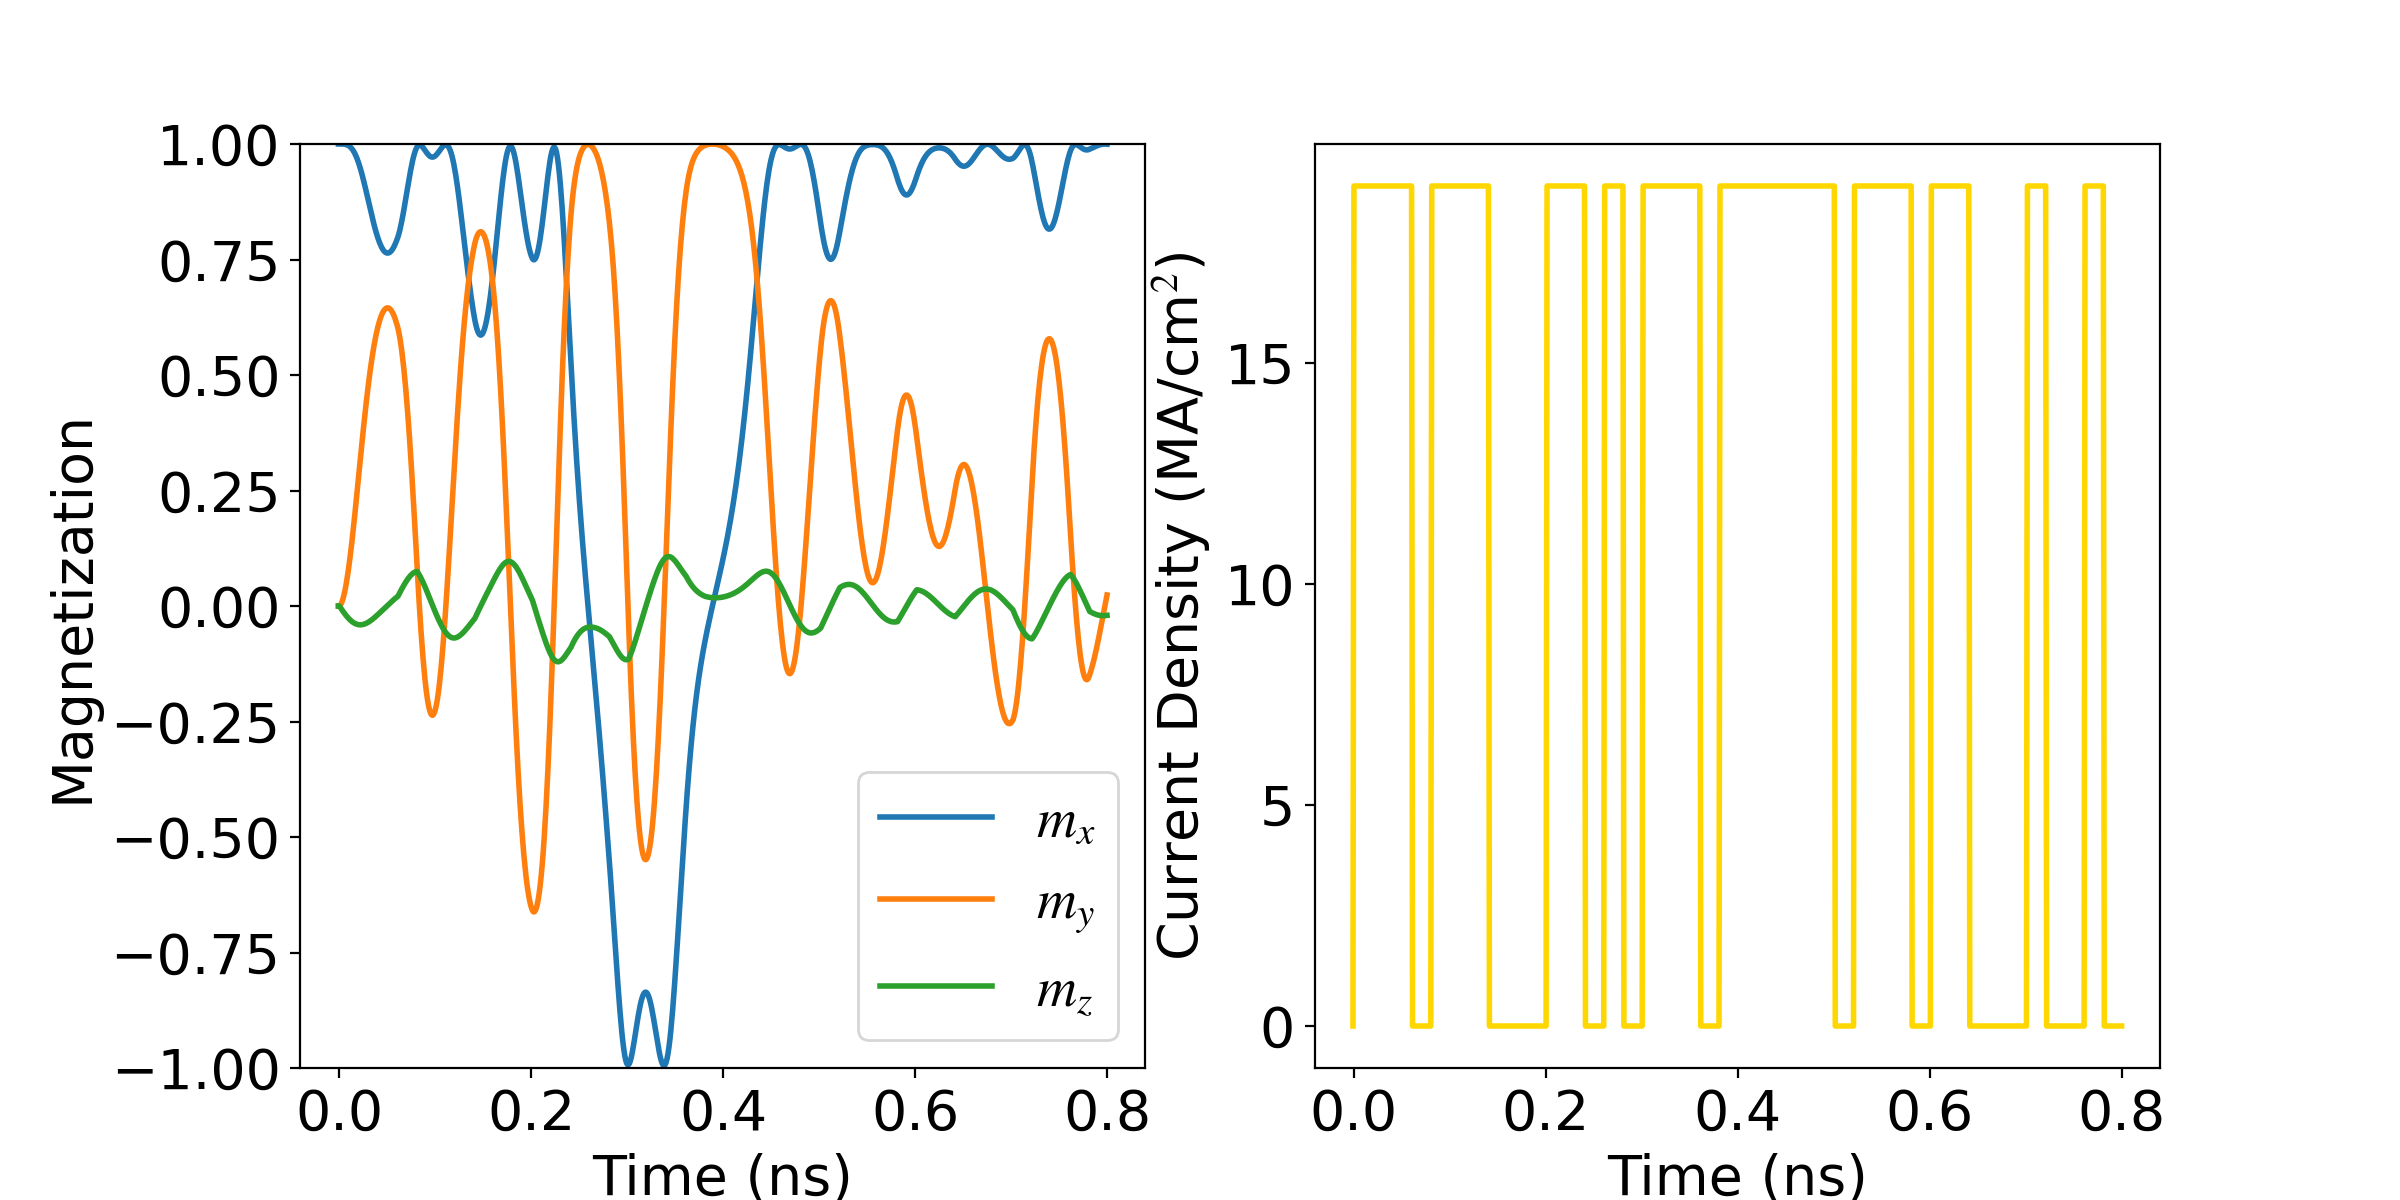 Magnetization
1.00
0.75
0.50
0.25
0.00
−0.25
−0.50
−0.75
−1.00
0.0 0.2 0.4 0.6 0.8
Time (ns)
m_x
m_y
m_z
Current Density (MA/cm²)
15
10
5
0
0.0 0.2 0.4 0.6 0.8
Time (ns)